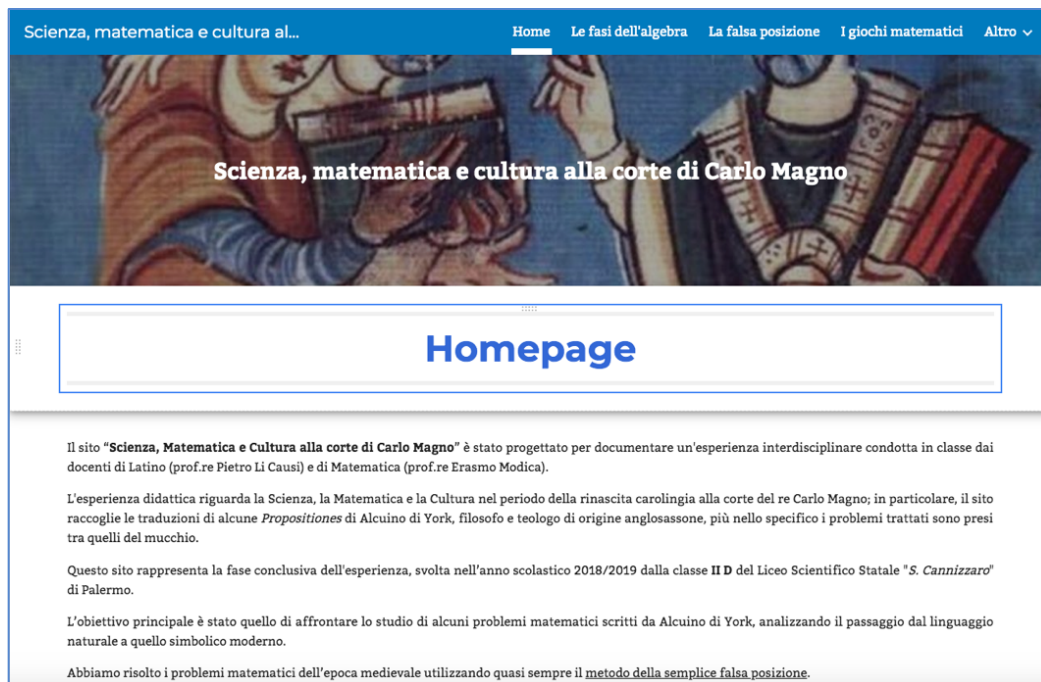 Scienza, matematica e cultura al...
Home Le fasi dell'algebra La falsa posizione I giochi matematici Altro
Scienza, matematica e cultura alla corte di Carlo Magno
Homepage
Il sito “Scienza, Matematica e Cultura alla corte di Carlo Magno” è stato progettato per documentare un'esperienza interdisciplinare condotta in classe dai
docenti di Latino (prof.re Pietro Li Causi) e di Matematica (prof.re Erasmo Modica).
L'esperienza didattica riguarda la Scienza, la Matematica e la Cultura nel periodo della rinascita carolingia alla corte del re Carlo Magno; in particolare, il sito
raccoglie le traduzioni di alcune Propositiones di Alcuino di York, filosofo e teologo di origine anglosassone, più nello specifico i problemi trattati sono presi
tra quelli del mucchio.
Questo sito rappresenta la fase conclusiva dell'esperienza, svolta nell’anno scolastico 2018/2019 dalla classe II D del Liceo Scientifico Statale "S. Cannizzaro"
di Palermo.
L’obiettivo principale è stato quello di affrontare lo studio di alcuni problemi matematici scritti da Alcuino di York, analizzando il passaggio dal linguaggio
naturale a quello simbolico moderno.
Abbiamo risolto i problemi matematici dell’epoca medievale utilizzando quasi sempre il metodo della semplice falsa posizione.